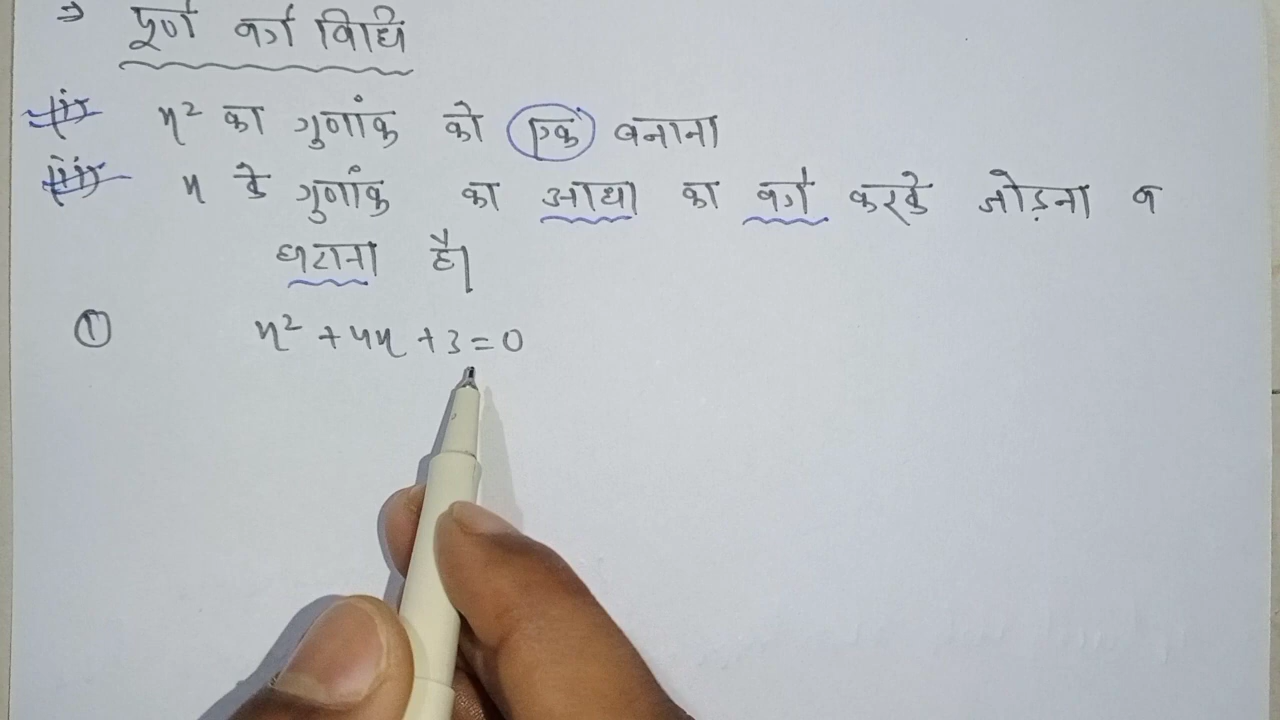 ⇒ पूर्ण वर्ग विधि
(i) x² का गुणांक को एक बनाना
(ii) x के गुणांक का आधा का वर्ग करके जोड़ना व
घटाना है।
① x² + 4x + 3 = 0